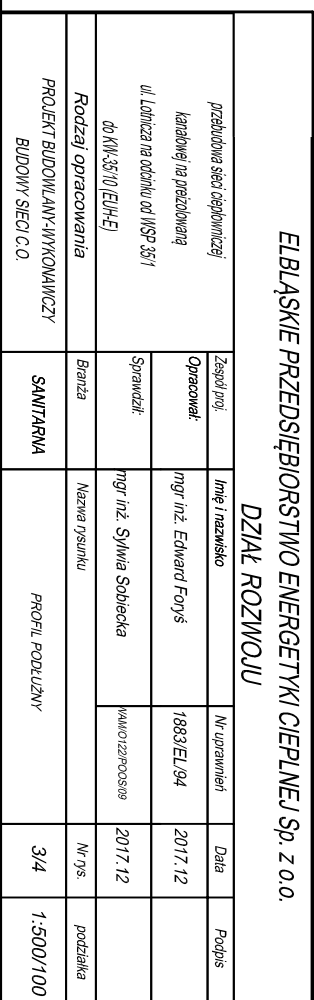 ELBLĄSKIE PRZEDSIĘBIORSTWO ENERGETYKI CIEPLNEJ Sp. z o.o.
DZIAŁ ROZWOJU
przebudowa sieci ciepłowniczej
kanałowej na preizolowaną
ul. Lotnicza na odcinku od WSP 35/1
do KW-35/10 (EUH-E)
Zespół proj. Imię i nazwisko Nr uprawnień Data Podpis
Opracował: mgr inż. Edward Foryś 1883/EL/94 2017.12
Sprawdził: mgr inż. Sylwia Sobiecka WAM/0122/POOS/09 2017.12
Rodzaj opracowania Branża Nazwa rysunku Nr rys. podziałka
PROJEKT BUDOWLANY-WYKONAWCZY
BUDOWY SIECI C.O.
SANITARNA PROFIL PODŁUŻNY 3/4 1:500/100